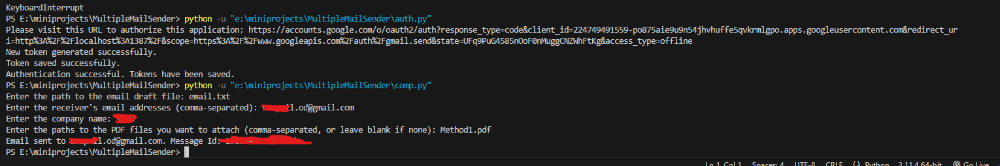 KeyboardInterrupt
PS E:\miniprojects\MultipleMailSender> python -u "e:\miniprojects\MultipleMailSender\auth.py"
Please visit this URL to authorize this application: https://accounts.google.com/o/oauth2/auth?response_type=code&client_id=224749491559-po875aie9u9n54jhvhuffe5qvkrmlgpo.apps.googleusercontent.com&redirect_ur
i=http%3A%2F%2Flocalhost%3A1387%2F&scope=https%3A%2F%2Fwww.googleapis.com%2Fauth%2Fgmail.send&state=UFq9PuG4585nOoF0nMuggCNZWhFtKg&access_type=offline
New token generated successfully.
Token saved successfully.
Authentication successful. Tokens have been saved.
PS E:\miniprojects\MultipleMailSender> python -u "e:\miniprojects\MultipleMailSender\comp.py"
Enter the path to the email draft file: email.txt
Enter the receiver's email addresses (comma-separated): il.od@gmail.com
Enter the company name:
Enter the paths to the PDF files you want to attach (comma-separated, or leave blank if none): Method1.pdf
Email sent to il.od@gmail.com. Message Id:
PS E:\miniprojects\MultipleMailSender>
Ln 1, Col 1 Spaces: 4 UTF-8 CRLF {} Python 3.11.4 64-bit Go Live